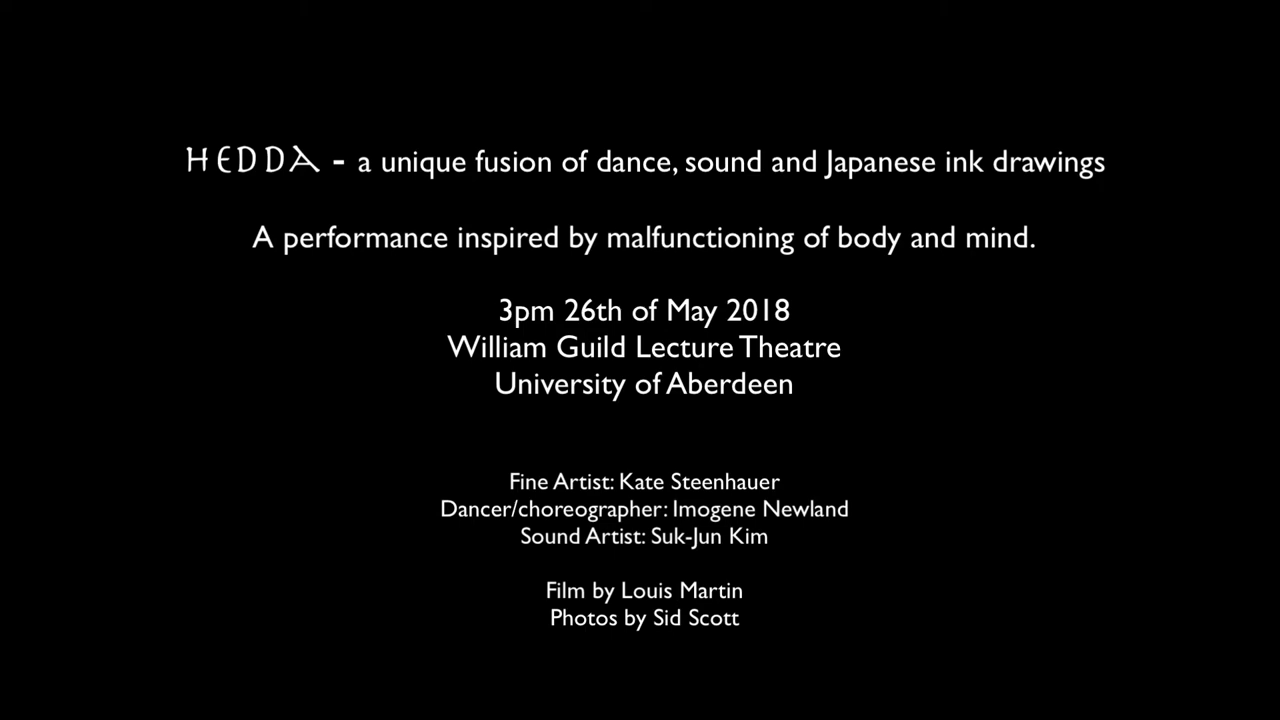 HEDDA - a unique fusion of dance, sound and Japanese ink drawings
A performance inspired by malfunctioning of body and mind.
3pm 26th of May 2018
William Guild Lecture Theatre
University of Aberdeen
Fine Artist: Kate Steenhauer
Dancer/choreographer: Imogene Newland
Sound Artist: Suk-Jun Kim
Film by Louis Martin
Photos by Sid Scott